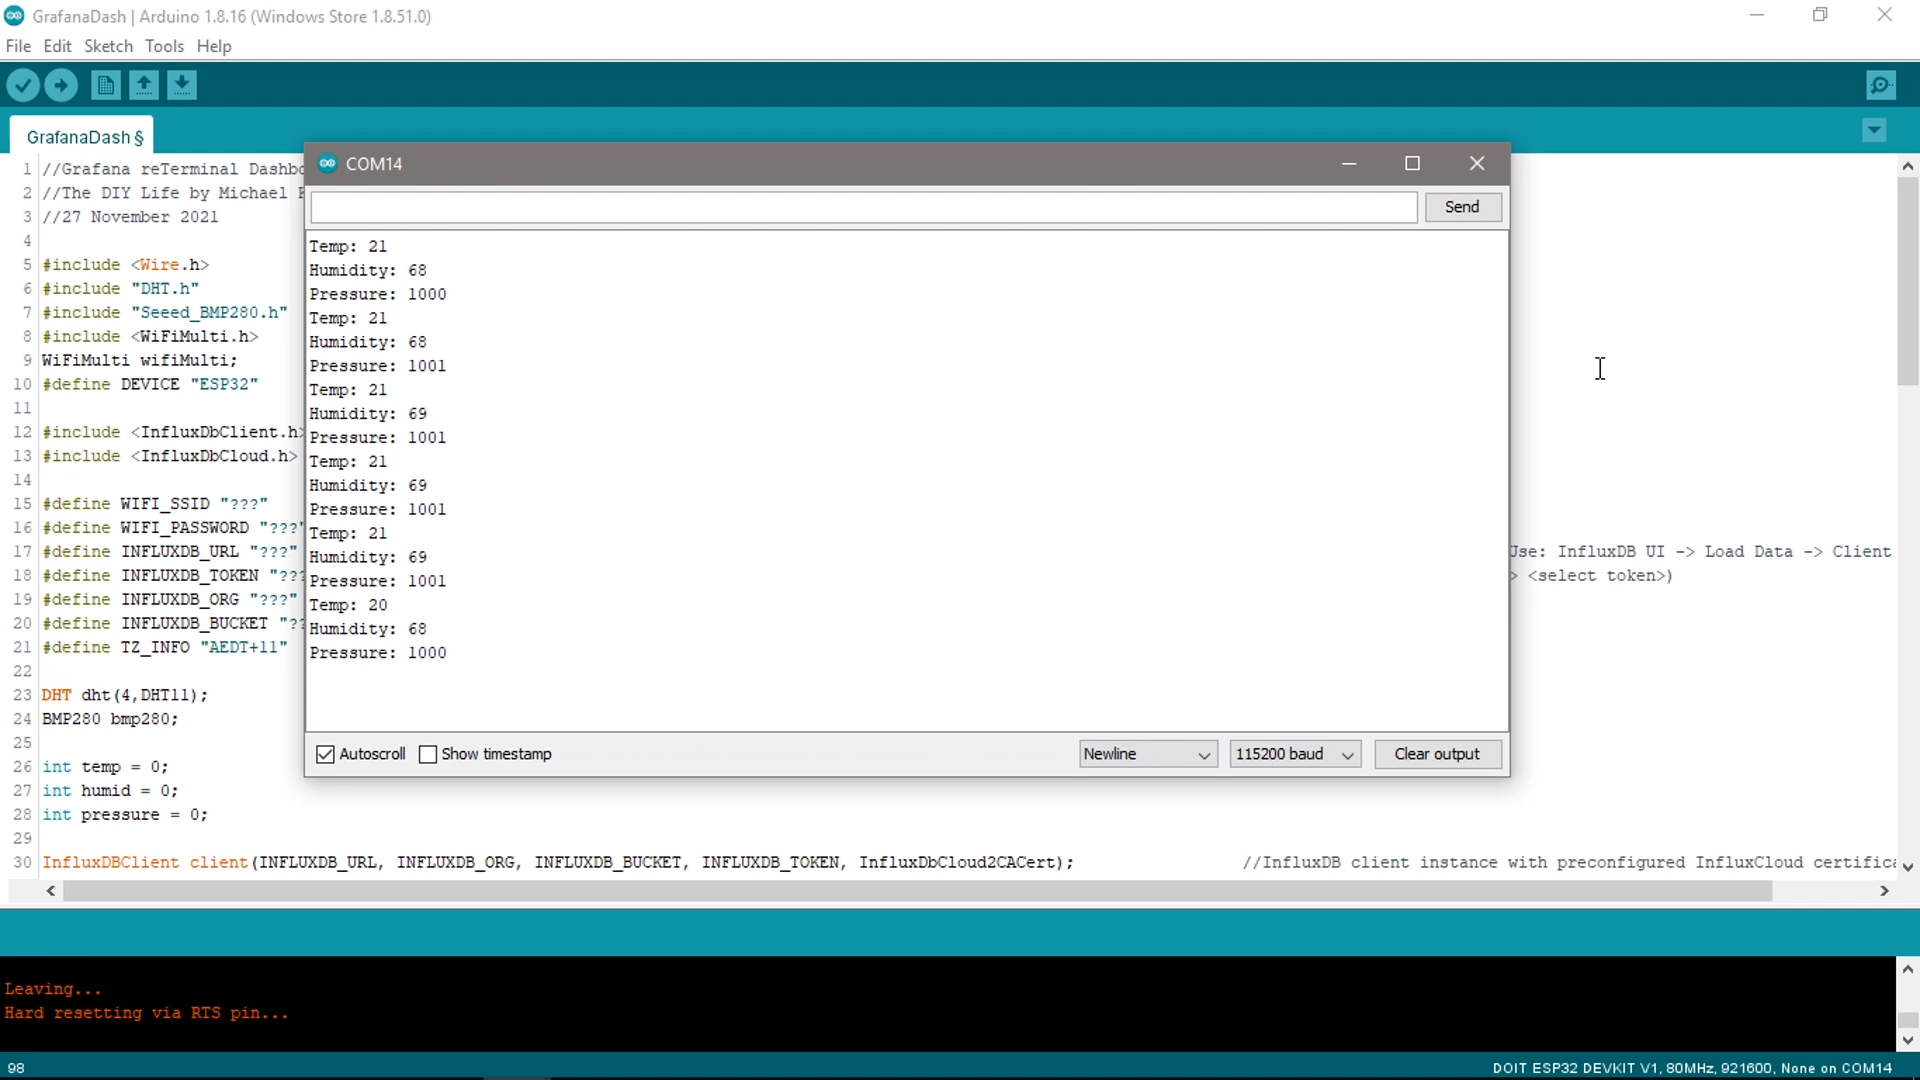 GrafanaDash | Arduino 1.8.16 (Windows Store 1.8.51.0)
File Edit Sketch Tools Help
GrafanaDash §
1 //Grafana reTerminal Dashbo
2 //The DIY Life by Michael
3 //27 November 2021
4
5 #include <Wire.h>
6 #include "DHT.h"
7 #include "Seeed_BMP280.h"
8 #include <WiFiMulti.h>
9 WiFiMulti wifiMulti;
10 #define DEVICE "ESP32"
11
12 #include <InfluxDbClient.h>
13 #include <InfluxDbCloud.h>
14
15 #define WIFI_SSID "???"
16 #define WIFI_PASSWORD "???"
17 #define INFLUXDB_URL "???" Use: InfluxDB UI -> Load Data -> Client
18 #define INFLUXDB_TOKEN "??? > <select token>)
19 #define INFLUXDB_ORG "???"
20 #define INFLUXDB_BUCKET "??
21 #define TZ_INFO "AEDT+11"
22
23 DHT dht(4,DHT11);
24 BMP280 bmp280;
25
26 int temp = 0;
27 int humid = 0;
28 int pressure = 0;
29
30 InfluxDBClient client(INFLUXDB_URL, INFLUXDB_ORG, INFLUXDB_BUCKET, INFLUXDB_TOKEN, InfluxDbCloud2CACert); //InfluxDB client instance with preconfigured InfluxCloud certifica
COM14
Send
Temp: 21
Humidity: 68
Pressure: 1000
Temp: 21
Humidity: 68
Pressure: 1001
Temp: 21
Humidity: 69
Pressure: 1001
Temp: 21
Humidity: 69
Pressure: 1001
Temp: 21
Humidity: 69
Pressure: 1001
Temp: 20
Humidity: 68
Pressure: 1000
Autoscroll Show timestamp Newline 115200 baud Clear output
Leaving...
Hard resetting via RTS pin...
98 DOIT ESP32 DEVKIT V1, 80MHz, 921600, None on COM14